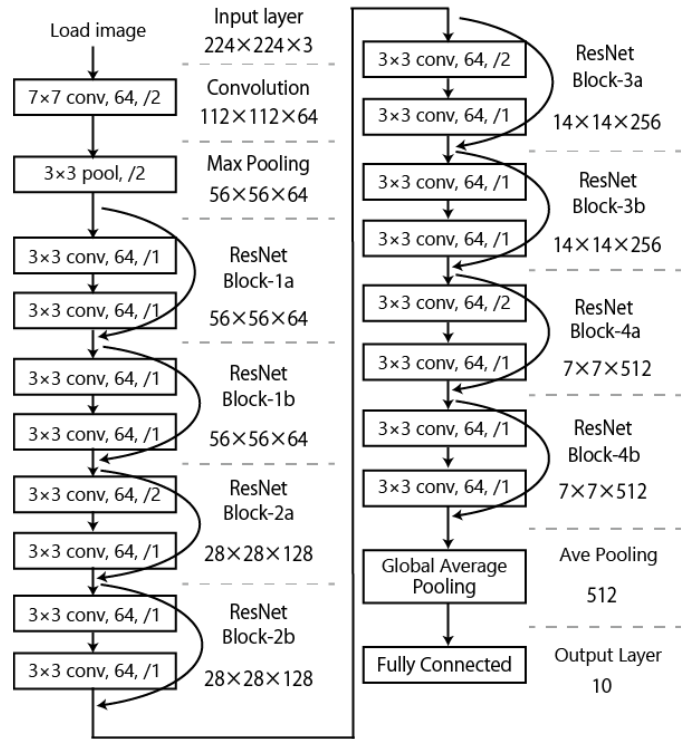 Load image
Input layer
224×224×3
7×7 conv, 64, /2
Convolution
112×112×64
3×3 pool, /2
Max Pooling
56×56×64
3×3 conv, 64, /1
3×3 conv, 64, /1
ResNet
Block-1a
56×56×64
3×3 conv, 64, /1
3×3 conv, 64, /1
ResNet
Block-1b
56×56×64
3×3 conv, 64, /2
3×3 conv, 64, /1
ResNet
Block-2a
28×28×128
3×3 conv, 64, /1
3×3 conv, 64, /1
ResNet
Block-2b
28×28×128
3×3 conv, 64, /2
3×3 conv, 64, /1
ResNet
Block-3a
14×14×256
3×3 conv, 64, /1
3×3 conv, 64, /1
ResNet
Block-3b
14×14×256
3×3 conv, 64, /2
3×3 conv, 64, /1
ResNet
Block-4a
7×7×512
3×3 conv, 64, /1
3×3 conv, 64, /1
ResNet
Block-4b
7×7×512
Global Average
Pooling
Ave Pooling
512
Fully Connected
Output Layer
10